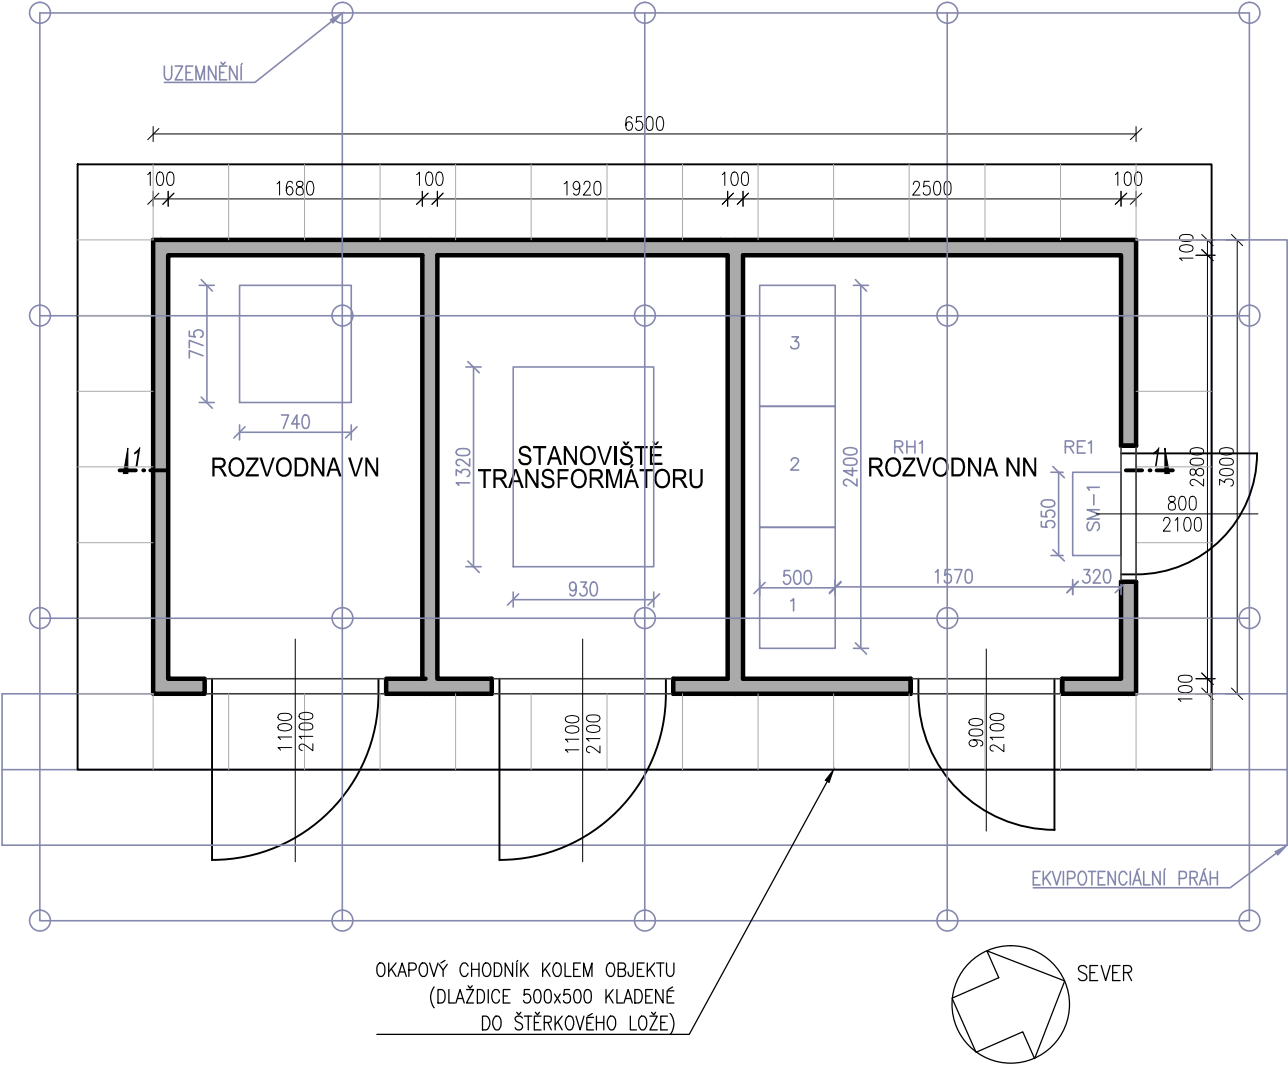 UZEMNĚNÍ
6500
100
1680
100
1920
100
2500
100
100
775
740
3
1320
STANOVIŠTĚ
TRANSFORMÁTORU
ROZVODNA VN
1
RH1
RE1
1
ROZVODNA NN
2
2400
2800
3000
550
SM-1
800
2100
930
500
1570
320
1
100
1100
2100
1100
2100
900
2100
EKVIPOTENCIÁLNÍ PRÁH
OKAPOVÝ CHODNÍK KOLEM OBJEKTU
(DLAŽDICE 500x500 KLADENÉ
DO ŠTĚRKOVÉHO LOŽE)
SEVER